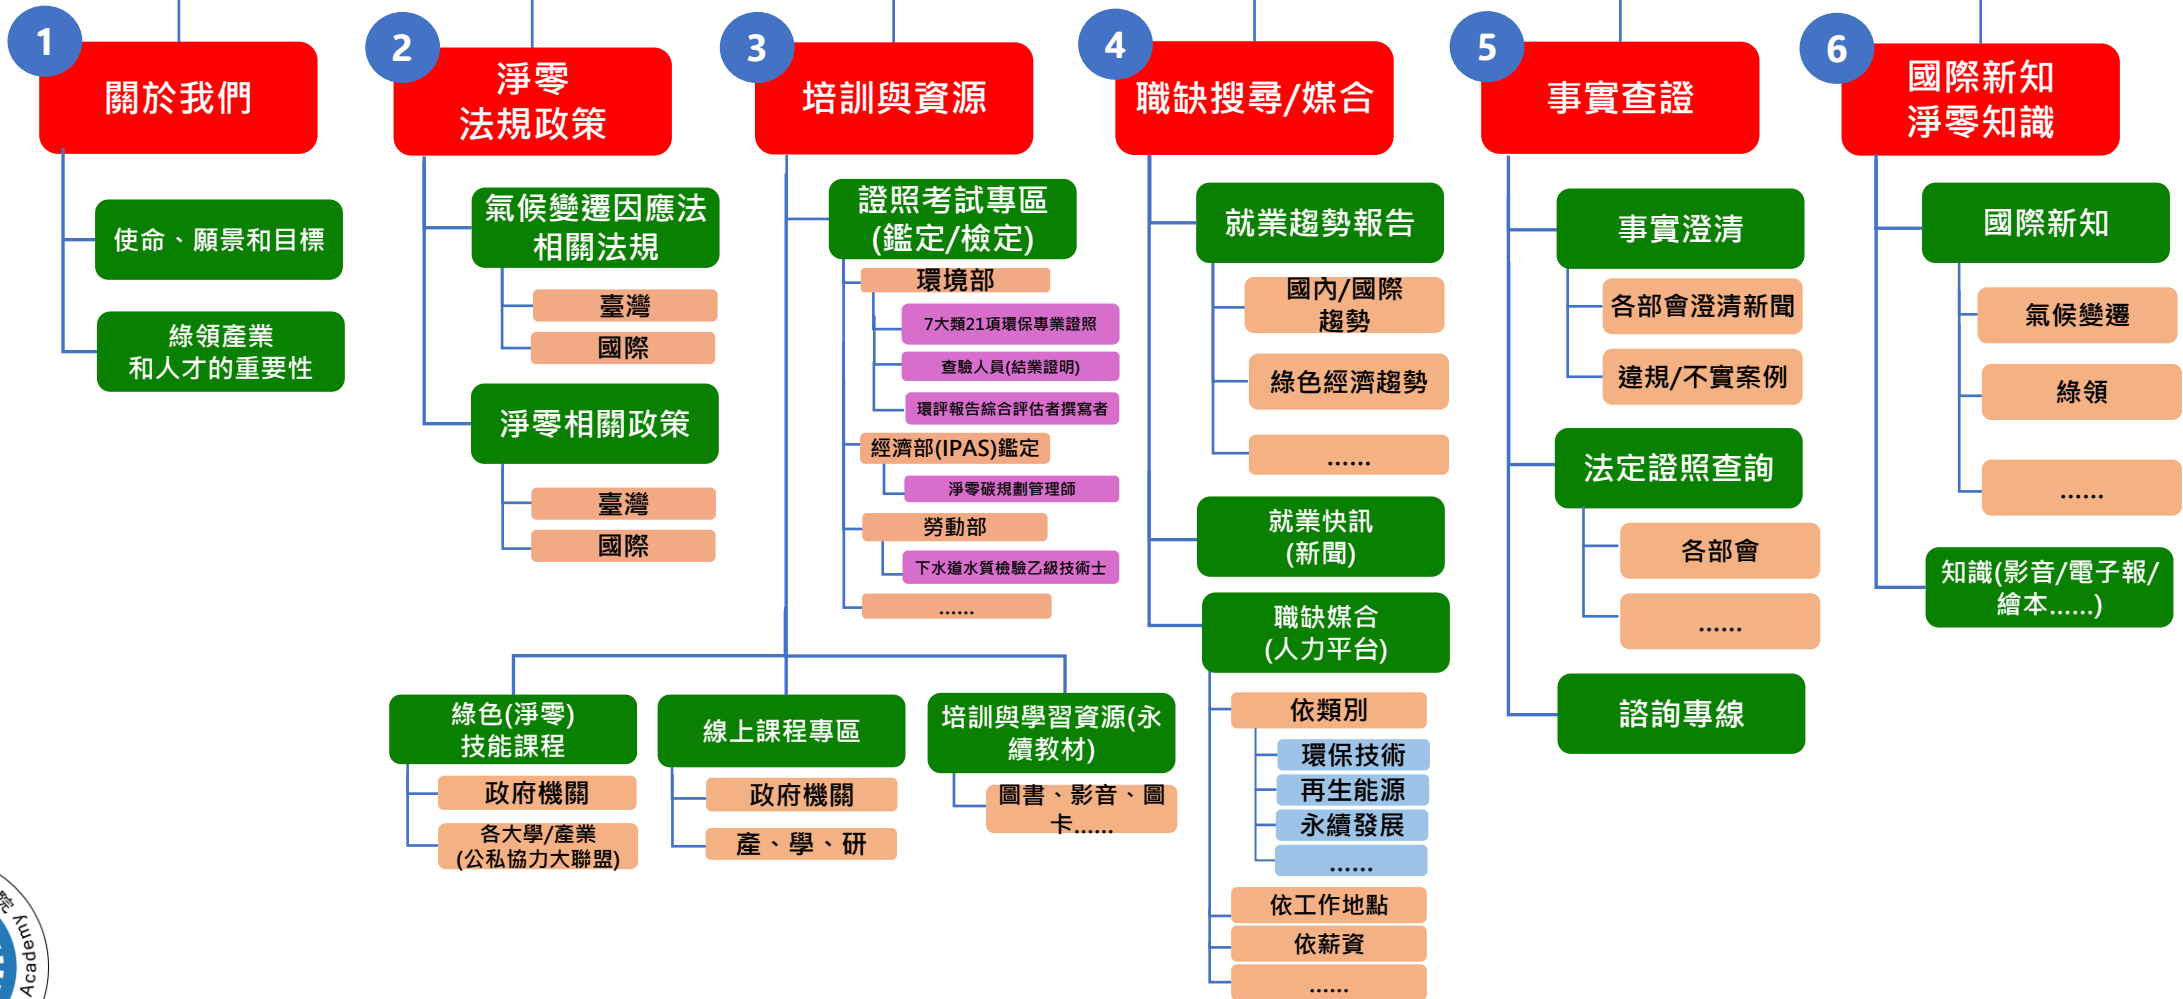 1
關於我們
使命、願景和目標
綠領產業
和人才的重要性
2
淨零
法規政策
氣候變遷因應法
相關法規
臺灣
國際
淨零相關政策
臺灣
國際
3
培訓與資源
證照考試專區
(鑑定/檢定)
環境部
7大類21項環保專業證照
查驗人員(結業證明)
環評報告綜合評估者撰寫者
經濟部(IPAS)鑑定
淨零碳規劃管理師
勞動部
下水道水質檢驗乙級技術士
......
綠色(淨零)
技能課程
政府機關
各大學/產業
(公私協力大聯盟)
線上課程專區
政府機關
產、學、研
培訓與學習資源(永
續教材)
圖書、影音、圖
卡......
4
職缺搜尋/媒合
就業趨勢報告
國內/國際
趨勢
綠色經濟趨勢
......
就業快訊
(新聞)
職缺媒合
(人力平台)
依類別
環保技術
再生能源
永續發展
......
依工作地點
依薪資
......
5
事實查證
事實澄清
各部會澄清新聞
違規/不實案例
法定證照查詢
各部會
......
諮詢專線
6
國際新知
淨零知識
國際新知
氣候變遷
綠領
......
知識(影音/電子報/
繪本......)
院 Academy